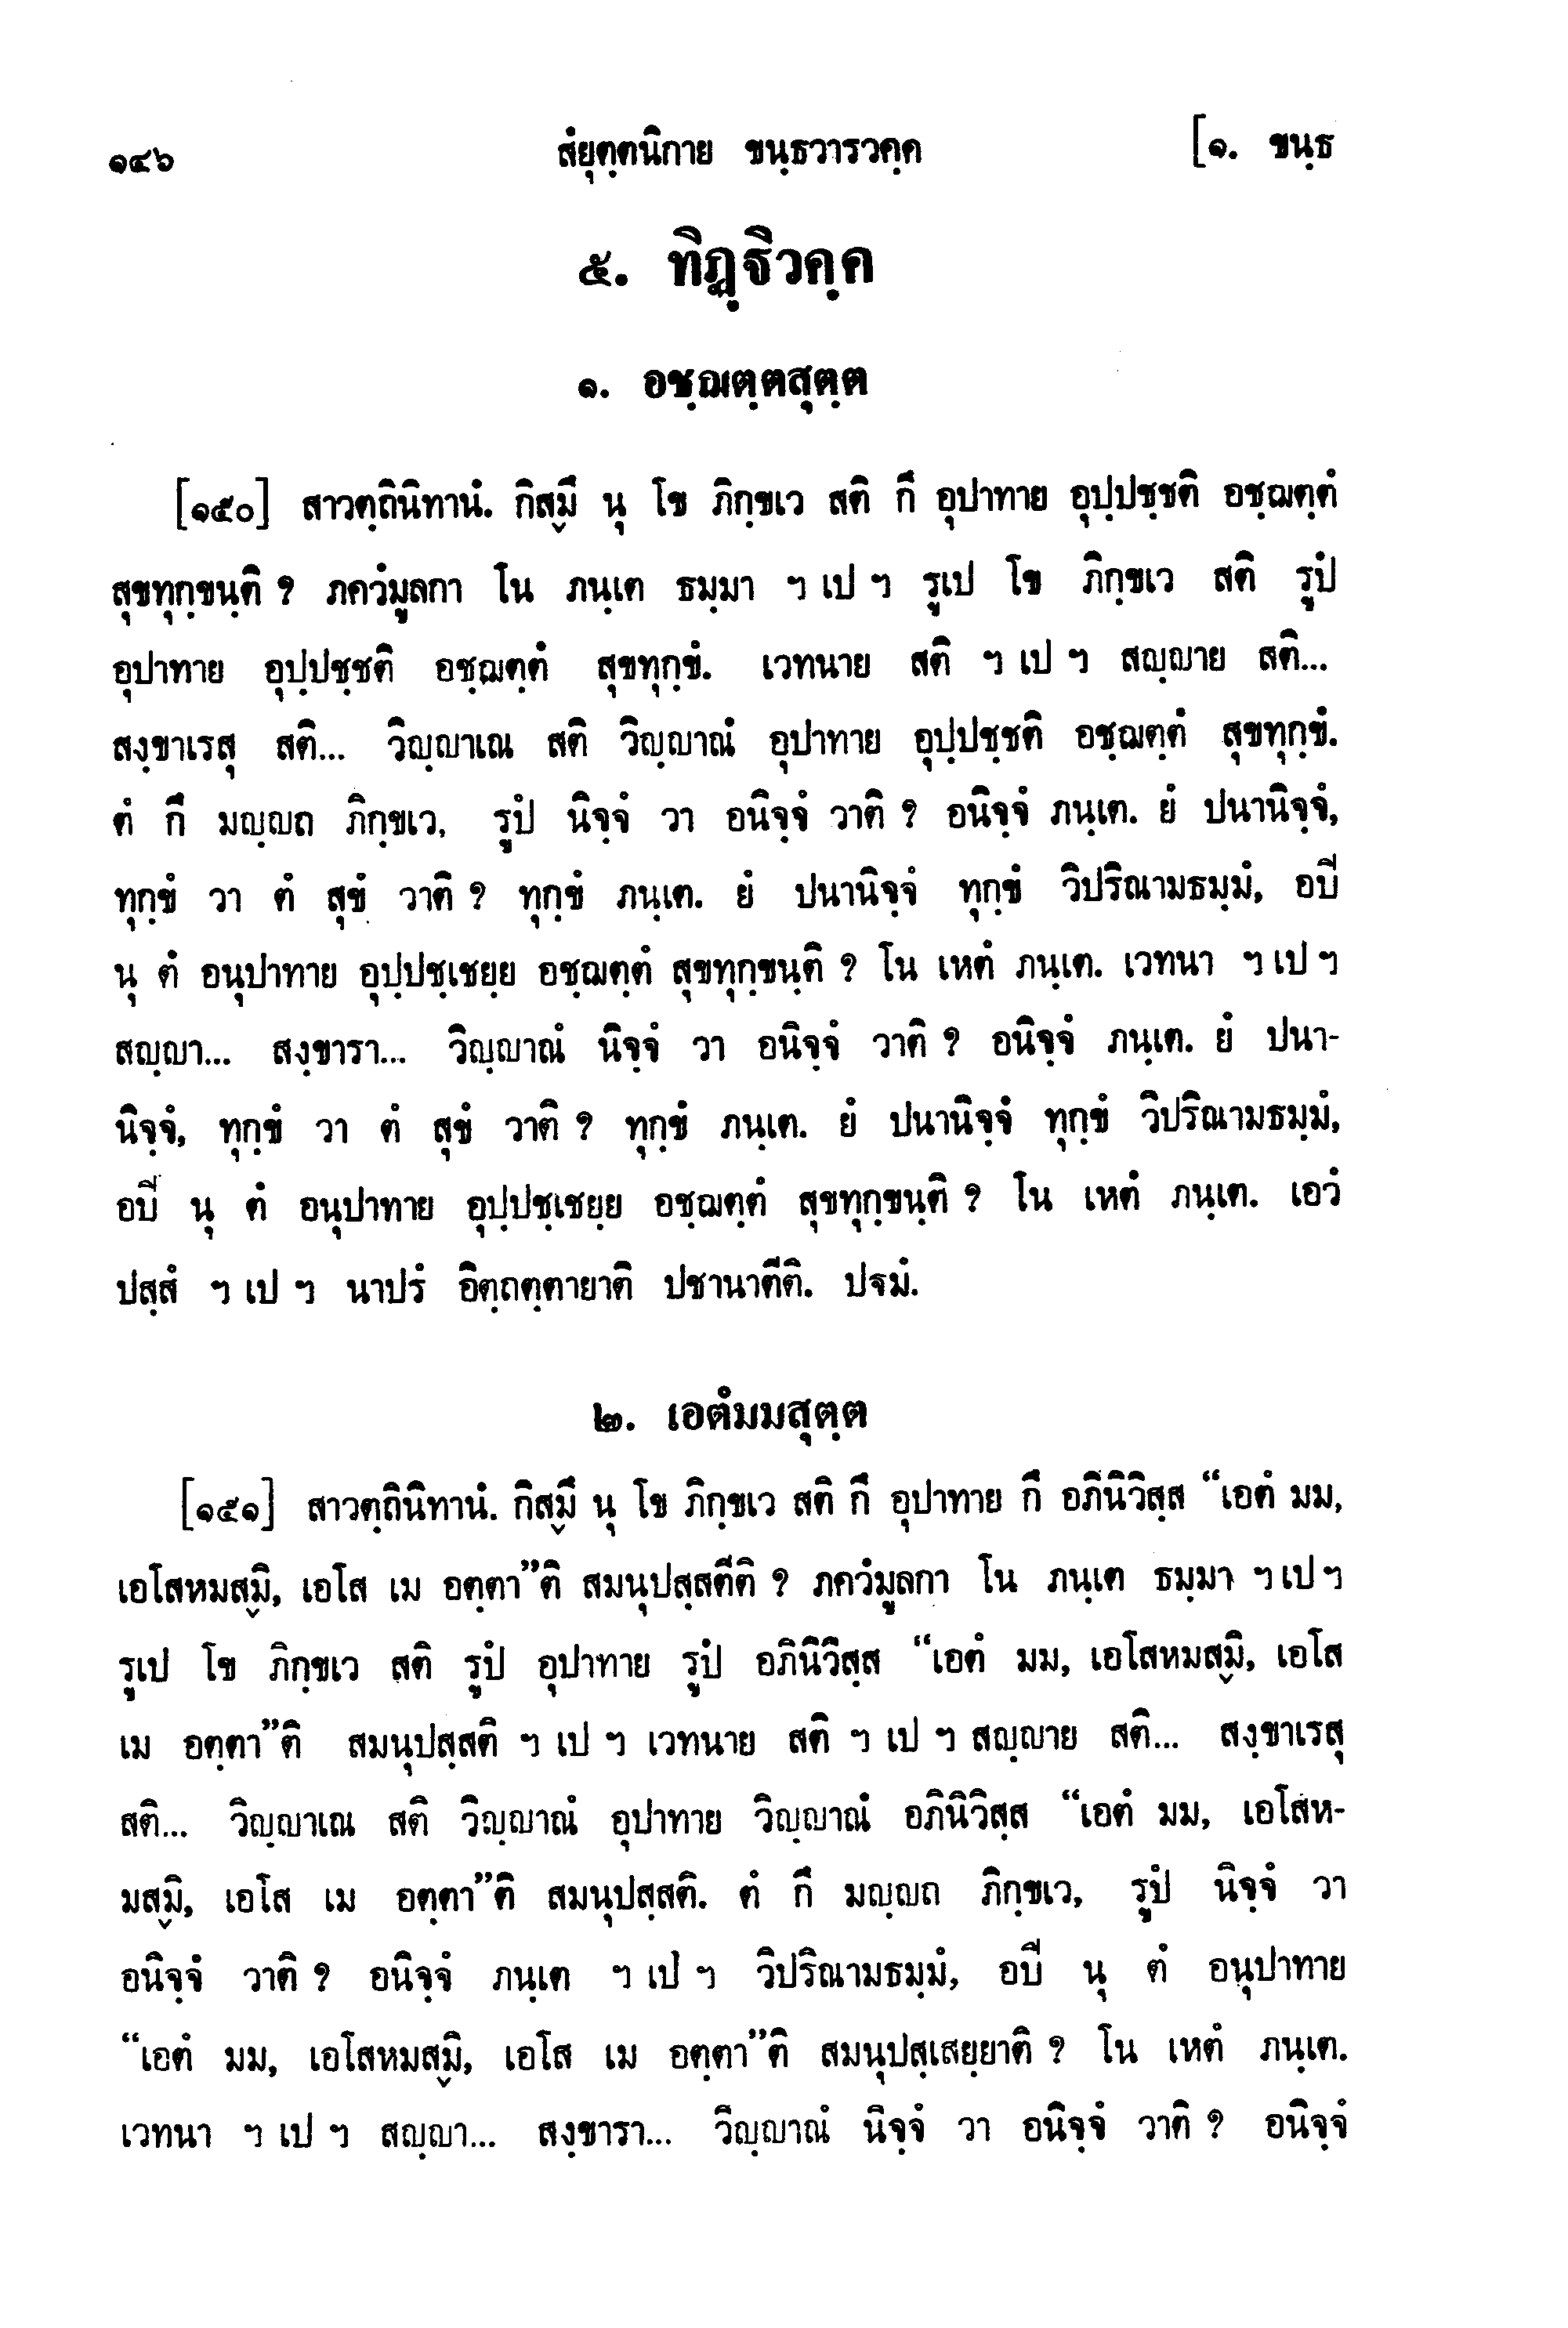 ๑๔๖ สํยุตฺตนิกาย ขนฺธวารวคฺค [๑. ขนฺธ
๕. ทิฏฺฐิวคฺค
๑. อชฺฌตฺตสุตฺต
[๑๕๐] สาวตฺถินิทานํ. กิสฺมึ นุ โข ภิกฺขเว สติ กึ อุปาทาย อุปฺปชฺชติ อชฺฌตฺตํ
สุขทุกฺขนฺติ ? ภควํมูลกา โน ภนฺเต ธมฺมา ฯ เป ฯ รูเป โข ภิกฺขเว สติ รูปํ
อุปาทาย อุปฺปชฺชติ อชฺฌตฺตํ สุขทุกฺขํ. เวทนาย สติ ฯ เป ฯ สญฺญาย สติ...
สงฺขาเรสุ สติ... วิญฺญาเณ สติ วิญฺญาณํ อุปาทาย อุปฺปชฺชติ อชฺฌตฺตํ สุขทุกฺขํ.
ตํ กึ มญฺญถ ภิกฺขเว, รูปํ นิจฺจํ วา อนิจฺจํ วาติ ? อนิจฺจํ ภนฺเต. ยํ ปนานิจฺจํ,
ทุกฺขํ วา ตํ สุขํ วาติ ? ทุกฺขํ ภนฺเต. ยํ ปนานิจฺจํ ทุกฺขํ วิปริณามธมฺมํ, อปิ
นุ ตํ อนุปาทาย อุปฺปชฺเชยฺย อชฺฌตฺตํ สุขทุกฺขนฺติ ? โน เหตํ ภนฺเต. เวทนา ฯ เป ฯ
สญฺญา... สงฺขารา... วิญฺญาณํ นิจฺจํ วา อนิจฺจํ วาติ ? อนิจฺจํ ภนฺเต. ยํ ปนา-
นิจฺจํ, ทุกฺขํ วา ตํ สุขํ วาติ ? ทุกฺขํ ภนฺเต. ยํ ปนานิจฺจํ ทุกฺขํ วิปริณามธมฺมํ,
อปิ นุ ตํ อนุปาทาย อุปฺปชฺเชยฺย อชฺฌตฺตํ สุขทุกฺขนฺติ ? โน เหตํ ภนฺเต. เอวํ
ปสฺสํ ฯ เป ฯ นาปรํ อิตฺถตฺตายาติ ปชานาตีติ. ปฐมํ.
๒. เอตํมมสุตฺต
[๑๕๑] สาวตฺถินิทานํ. กิสฺมึ นุ โข ภิกฺขเว สติ กึ อุปาทาย กึ อภินิวิสฺส “เอตํ มม,
เอโสหมสฺมิ, เอโส เม อตฺตา”ติ สมนุปสฺสตีติ ? ภควํมูลกา โน ภนฺเต ธมฺมา ฯ เป ฯ
รูเป โข ภิกฺขเว สติ รูปํ อุปาทาย รูปํ อภินิวิสฺส “เอตํ มม, เอโสหมสฺมิ, เอโส
เม อตฺตา”ติ สมนุปสฺสติ ฯ เป ฯ เวทนาย สติ ฯ เป ฯ สญฺญาย สติ... สงฺขาเรสุ
สติ... วิญฺญาเณ สติ วิญฺญาณํ อุปาทาย วิญฺญาณํ อภินิวิสฺส “เอตํ มม, เอโสห-
มสฺมิ, เอโส เม อตฺตา”ติ สมนุปสฺสติ. ตํ กึ มญฺญถ ภิกฺขเว, รูปํ นิจฺจํ วา
อนิจฺจํ วาติ ? อนิจฺจํ ภนฺเต ฯ เป ฯ วิปริณามธมฺมํ, อปิ นุ ตํ อนุปาทาย
“เอตํ มม, เอโสหมสฺมิ, เอโส เม อตฺตา”ติ สมนุปสฺเสยฺยาติ ? โน เหตํ ภนฺเต.
เวทนา ฯ เป ฯ สญฺญา... สงฺขารา... วิญฺญาณํ นิจฺจํ วา อนิจฺจํ วาติ ? อนิจฺจํ